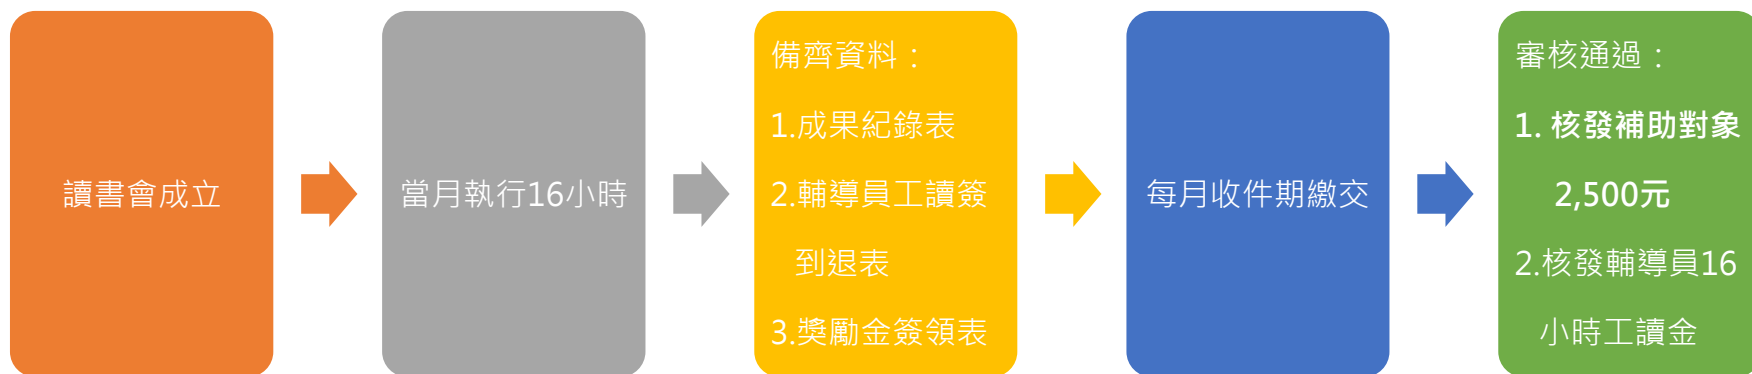 讀書會成立
當月執行16小時
備齊資料：
1.成果紀錄表
2.輔導員工讀簽
到退表
3.獎勵金簽領表
每月收件期繳交
審核通過：
1. 核發補助對象
2,500元
2.核發輔導員16
小時工讀金